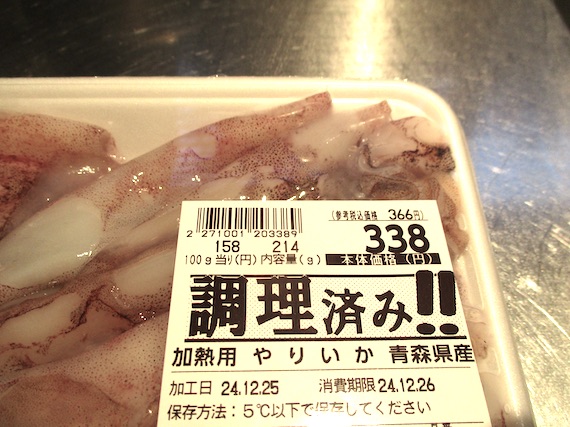 (参考税込価格 366円)
2 271001 203389
158 214 338
100g当り(円) 内容量(g) 本体価格(円)
調理済み!!
加熱用 やりいか 青森県産
加工日 24.12.25 消費期限 24.12.26
保存方法:5℃以下で保存してください